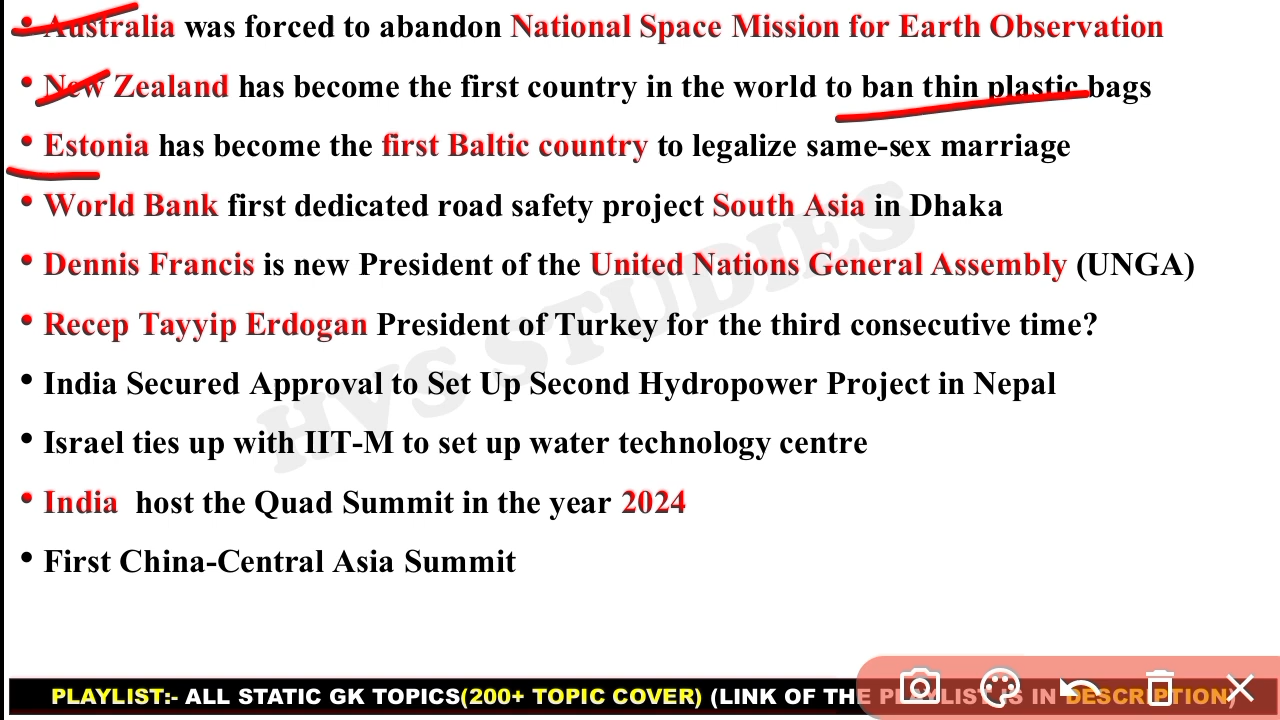 • Australia was forced to abandon National Space Mission for Earth Observation
• New Zealand has become the first country in the world to ban thin plastic bags
• Estonia has become the first Baltic country to legalize same-sex marriage
• World Bank first dedicated road safety project South Asia in Dhaka
• Dennis Francis is new President of the United Nations General Assembly (UNGA)
• Recep Tayyip Erdogan President of Turkey for the third consecutive time?
• India Secured Approval to Set Up Second Hydropower Project in Nepal
• Israel ties up with IIT-M to set up water technology centre
• India host the Quad Summit in the year 2024
• First China-Central Asia Summit
HVS STUDIES
PLAYLIST:- ALL STATIC GK TOPICS(200+ TOPIC COVER) (LINK OF THE PLAYLIST IS IN DESCRIPTION)